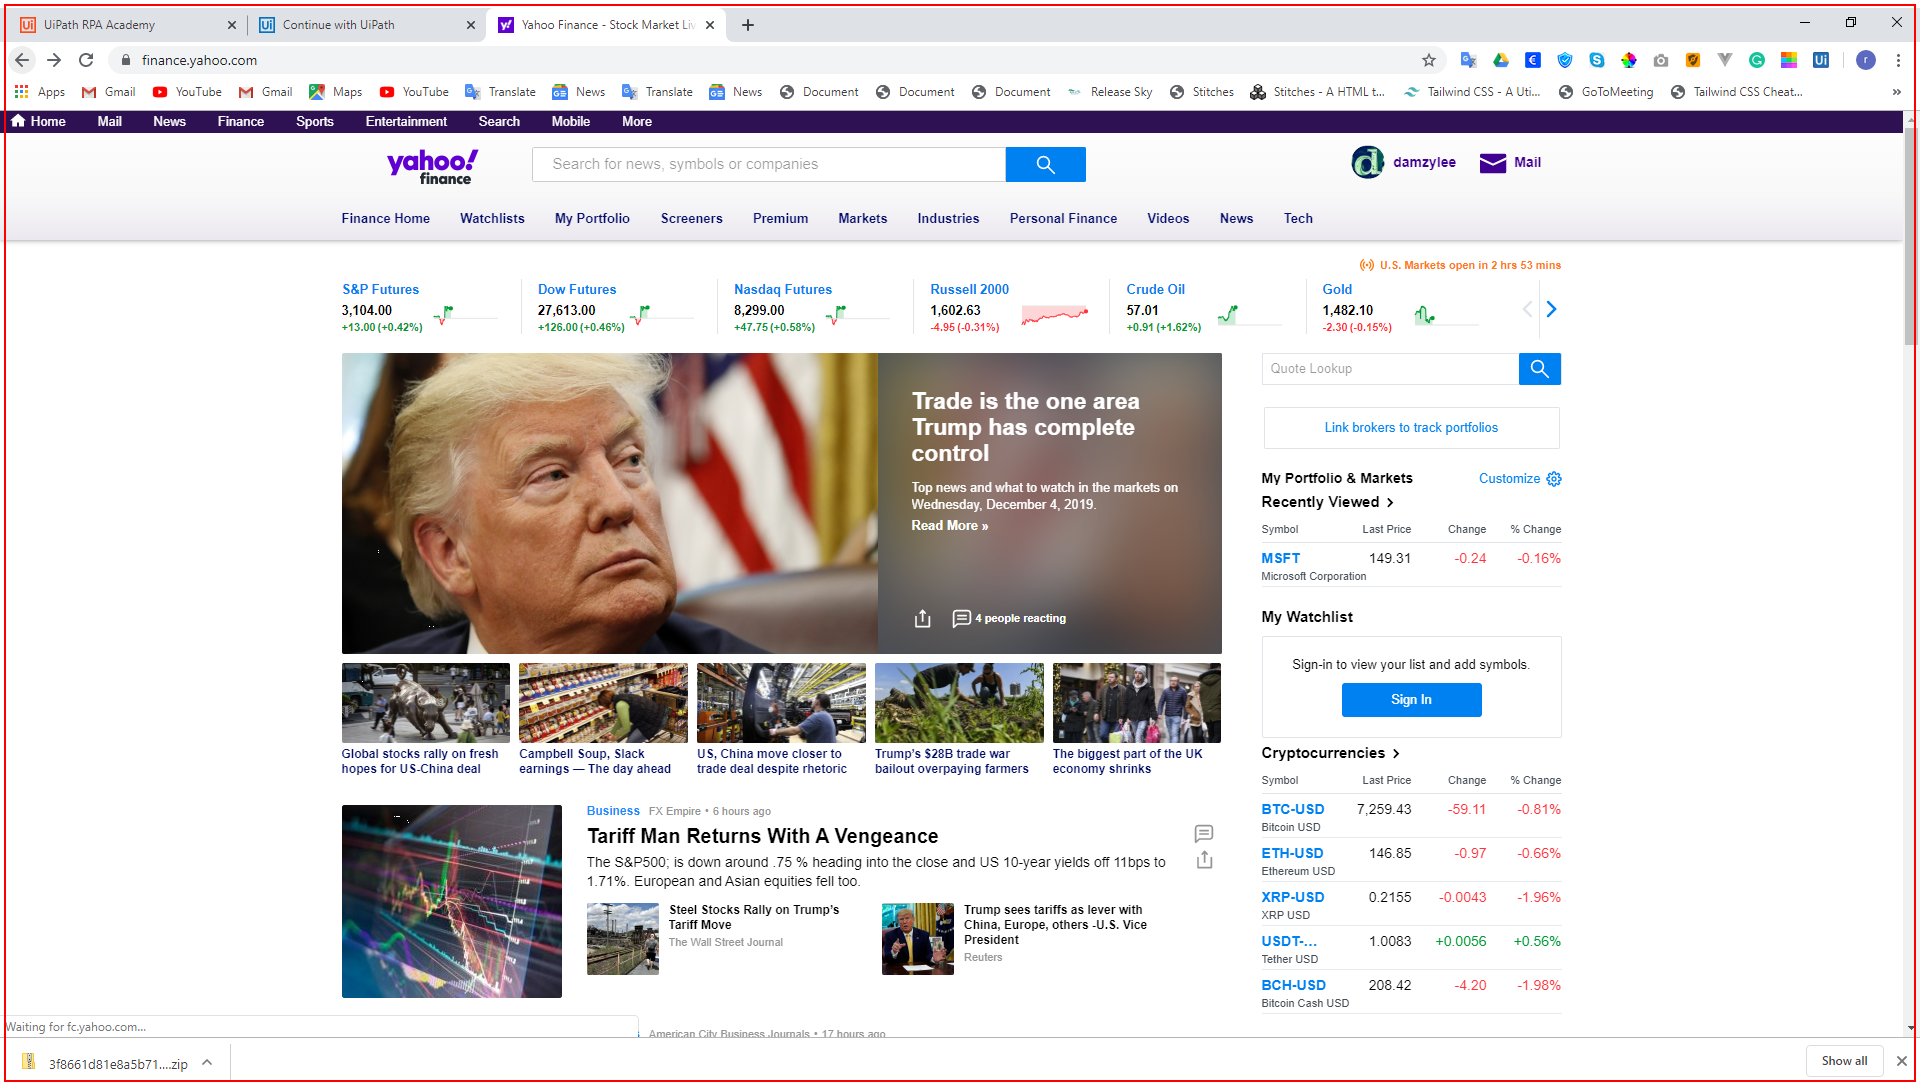 UiPath RPA Academy
Continue with UiPath
Yahoo Finance - Stock Market Liv
finance.yahoo.com
Apps Gmail YouTube Gmail Maps YouTube Translate News Translate News Document Document Document Release Sky Stitches Stitches - A HTML t... Tailwind CSS - A Uti... GoToMeeting Tailwind CSS Cheat... »
Home Mail News Finance Sports Entertainment Search Mobile More
yahoo!
finance
Search for news, symbols or companies
damzylee
Mail
Finance Home Watchlists My Portfolio Screeners Premium Markets Industries Personal Finance Videos News Tech
U.S. Markets open in 2 hrs 53 mins
S&P Futures
3,104.00
+13.00 (+0.42%)
Dow Futures
27,613.00
+126.00 (+0.46%)
Nasdaq Futures
8,299.00
+47.75 (+0.58%)
Russell 2000
1,602.63
-4.95 (-0.31%)
Crude Oil
57.01
+0.91 (+1.62%)
Gold
1,482.10
-2.30 (-0.15%)
Trade is the one area
Trump has complete
control
Top news and what to watch in the markets on
Wednesday, December 4, 2019.
Read More »
4 people reacting
Global stocks rally on fresh
hopes for US-China deal
Campbell Soup, Slack
earnings — The day ahead
US, China move closer to
trade deal despite rhetoric
Trump's $28B trade war
bailout overpaying farmers
The biggest part of the UK
economy shrinks
Business FX Empire • 6 hours ago
Tariff Man Returns With A Vengeance
The S&P500; is down around .75 % heading into the close and US 10-year yields off 11bps to
1.71%. European and Asian equities fell too.
Steel Stocks Rally on Trump's
Tariff Move
The Wall Street Journal
Trump sees tariffs as lever with
China, Europe, others -U.S. Vice
President
Reuters
American City Business Journals • 17 hours ago
Quote Lookup
Link brokers to track portfolios
My Portfolio & Markets Customize
Recently Viewed
Symbol Last Price Change % Change
MSFT 149.31 -0.24 -0.16%
Microsoft Corporation
My Watchlist
Sign-in to view your list and add symbols.
Sign In
Cryptocurrencies
Symbol Last Price Change % Change
BTC-USD 7,259.43 -59.11 -0.81%
Bitcoin USD
ETH-USD 146.85 -0.97 -0.66%
Ethereum USD
XRP-USD 0.2155 -0.0043 -1.96%
XRP USD
USDT-... 1.0083 +0.0056 +0.56%
Tether USD
BCH-USD 208.42 -4.20 -1.98%
Bitcoin Cash USD
Waiting for fc.yahoo.com...
3f8661d81e8a5b71....zip
Show all